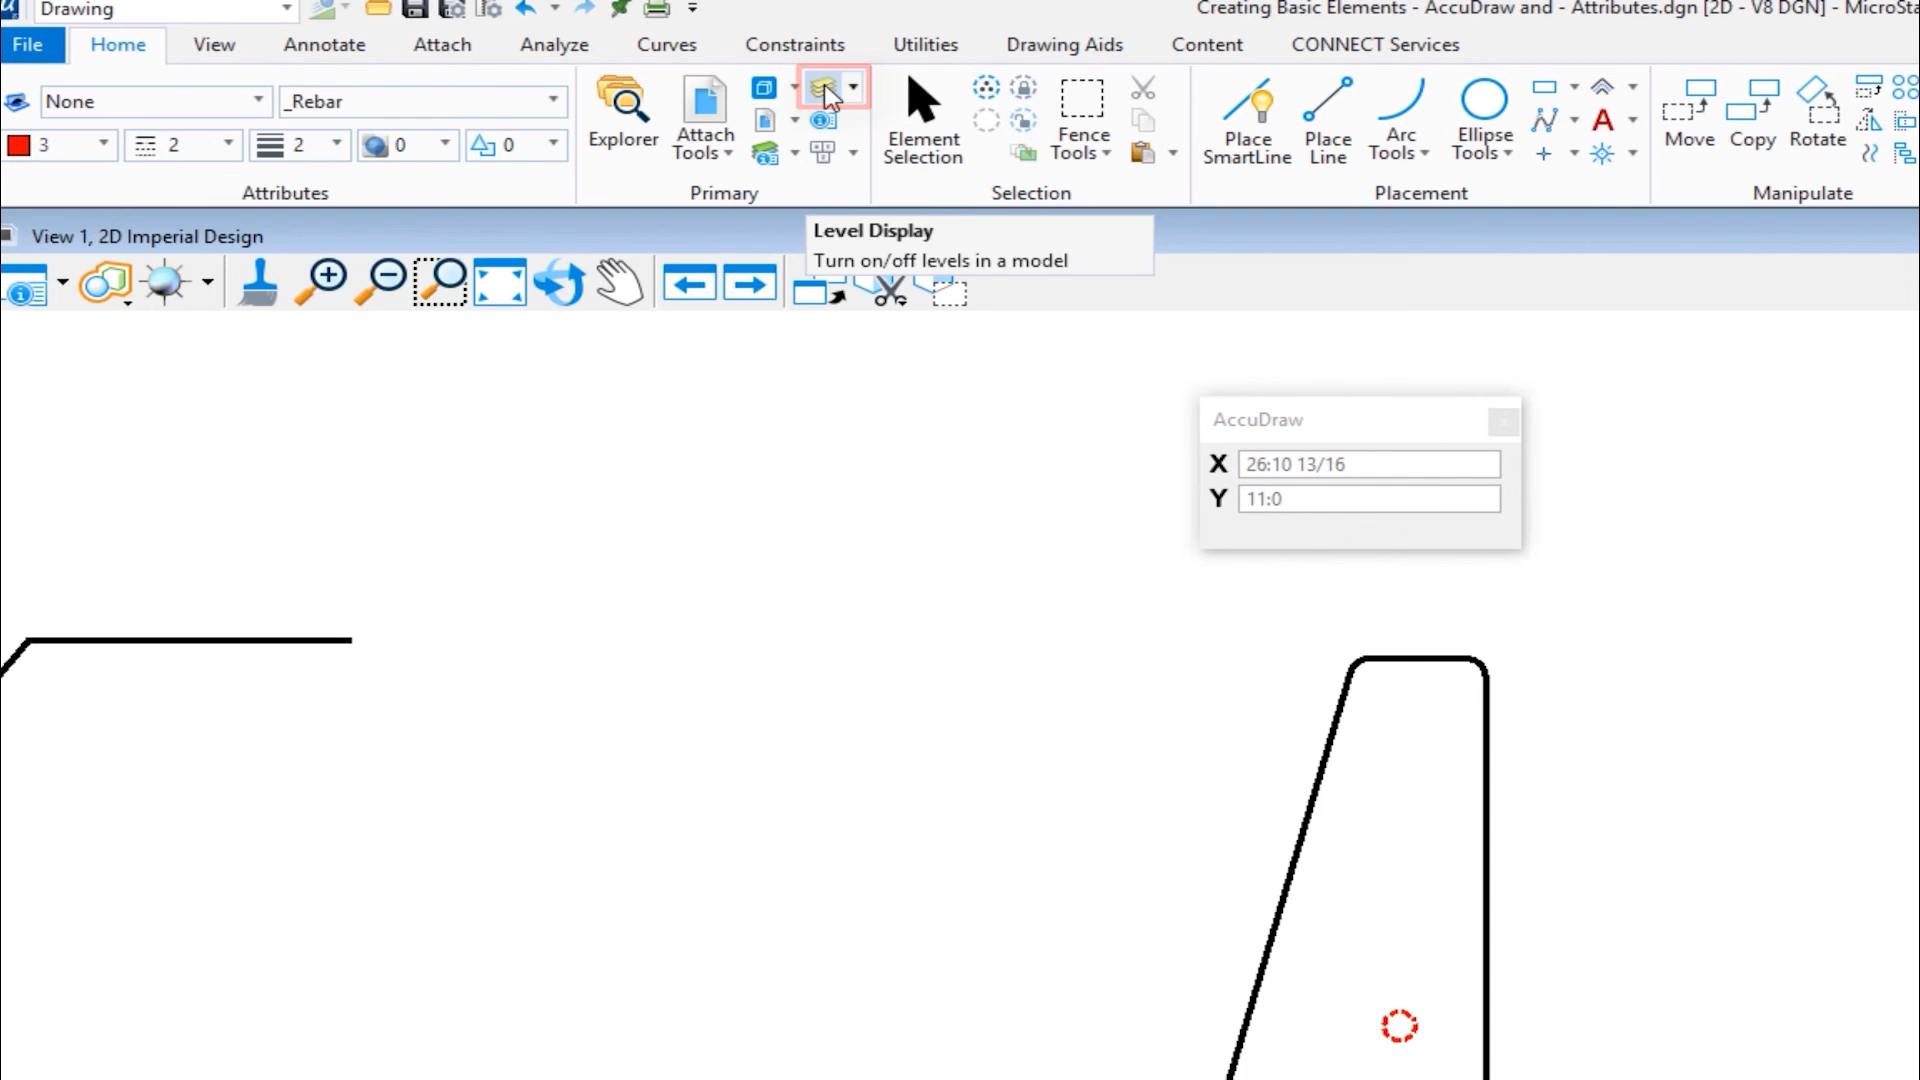 Drawing
Creating Basic Elements - AccuDraw and - Attributes.dgn [2D - V8 DGN] - MicroSta
File Home View Annotate Attach Analyze Curves Constraints Utilities Drawing Aids Content CONNECT Services
None _Rebar
3 2 2 0 0
Attributes
Explorer
Attach
Tools
Primary
Element
Selection
Fence
Tools
Selection
Place
SmartLine
Place
Line
Arc
Tools
Ellipse
Tools
A
Placement
Move Copy Rotate
Manipulate
View 1, 2D Imperial Design
Level Display
Turn on/off levels in a model
AccuDraw
X 26:10 13/16
Y 11:0